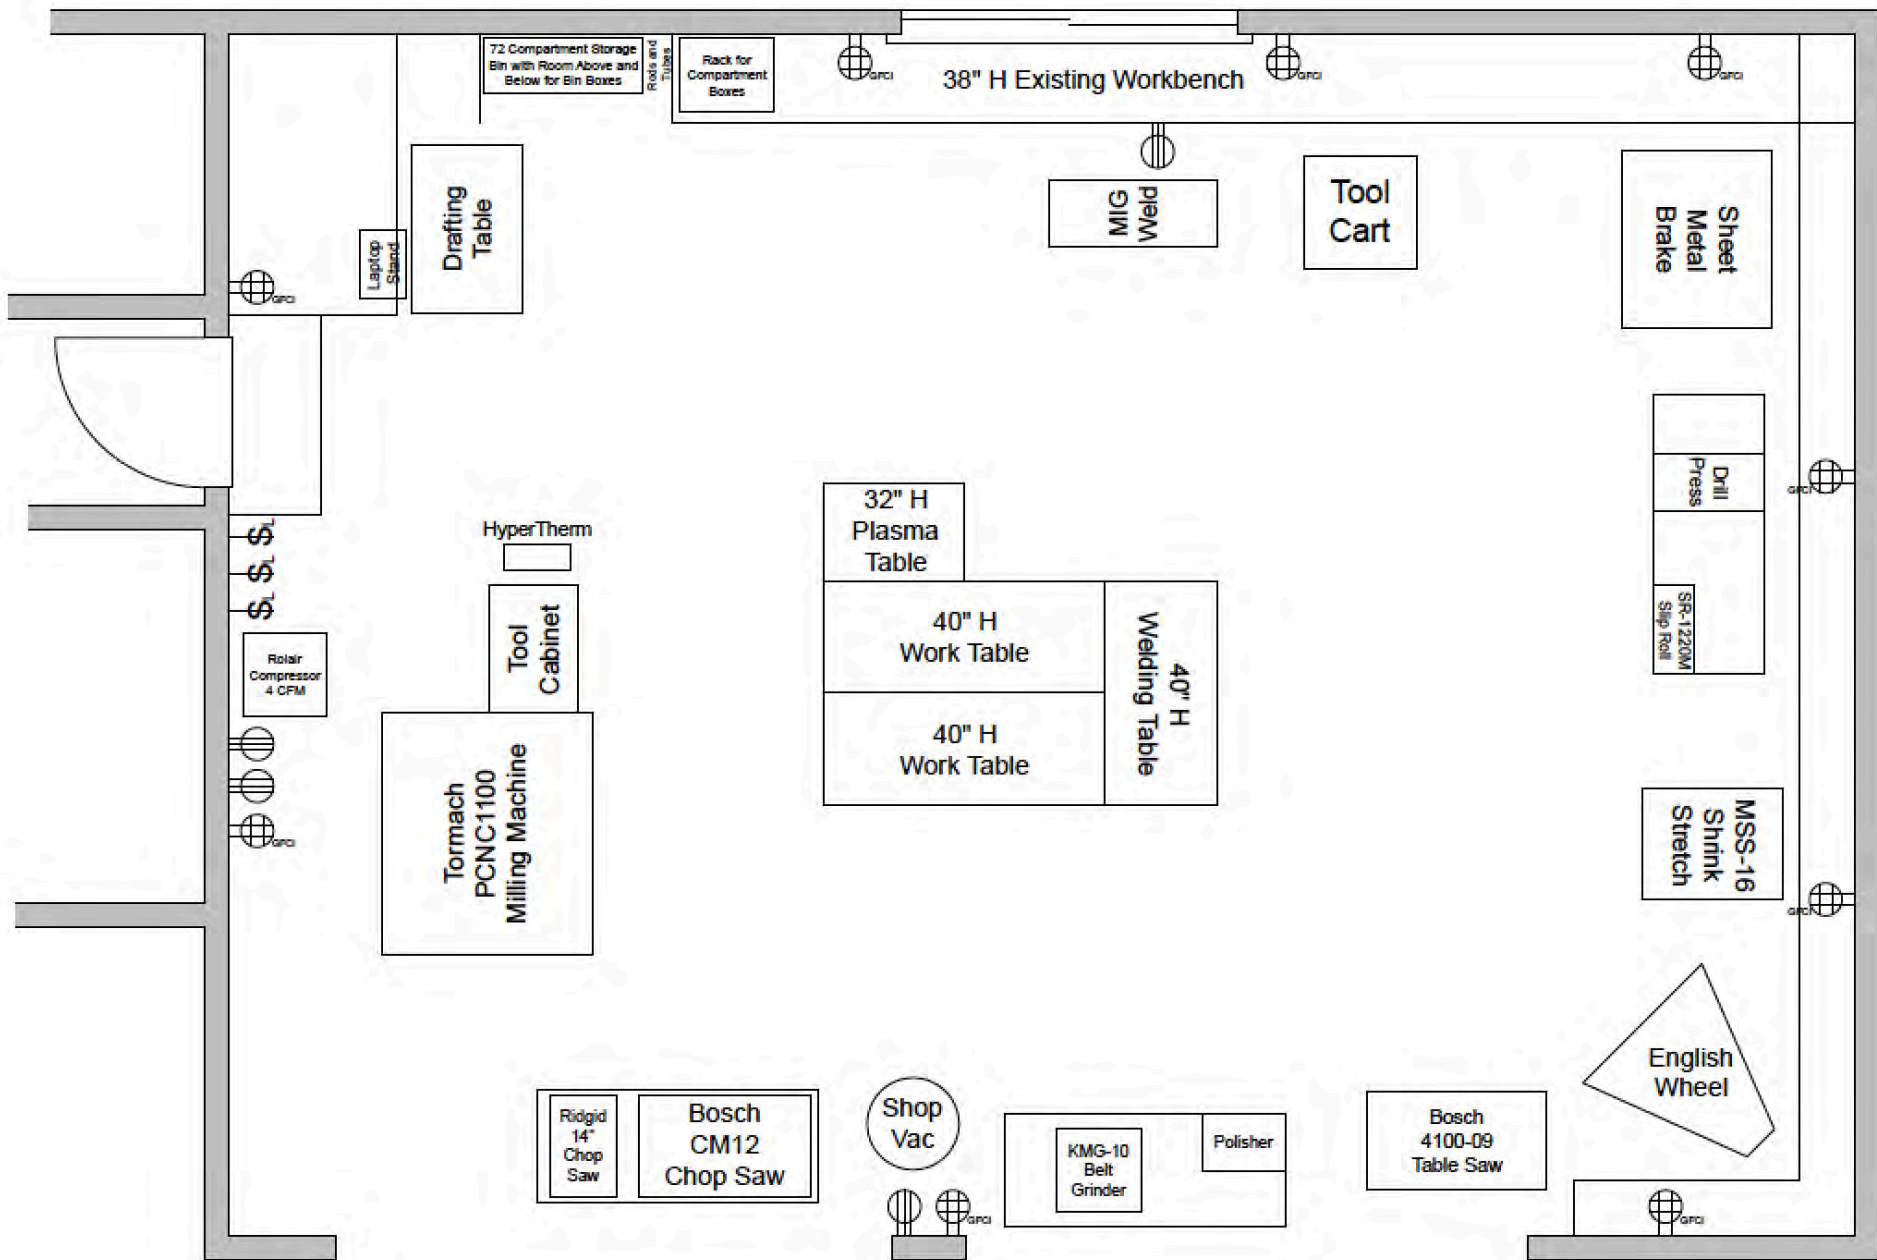 72 Compartment Storage
Bin with Room Above and
Below for Bin Boxes
Rods and
Tubes
Rack for
Compartment
Boxes
GFCI
38" H Existing Workbench
GFCI
GFCI
Drafting
Table
Laptop
Stand
GFCI
MIG
Weld
Tool
Cart
Sheet
Metal
Brake
Drill
Press
GFCI
SR-1220M
Slip Roll
32" H
Plasma
Table
HyperTherm
$L
$L
$L
Tool
Cabinet
40" H
Work Table
40" H
Welding Table
40" H
Work Table
Rolair
Compressor
4 CFM
GFCI
Tormach
PCNC1100
Milling Machine
MSS-16
Shrink
Stretch
GFCI
English
Wheel
Ridgid
14"
Chop
Saw
Bosch
CM12
Chop Saw
Shop
Vac
GFCI
KMG-10
Belt
Grinder
Polisher
Bosch
4100-09
Table Saw
GFCI